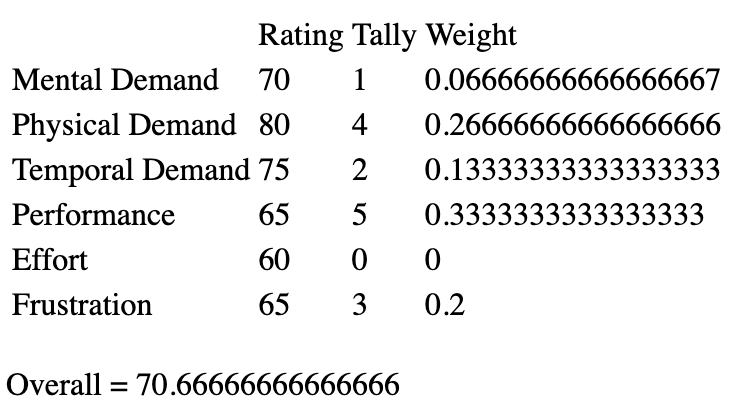 Rating Tally Weight
Mental Demand 70 1 0.06666666666666667
Physical Demand 80 4 0.26666666666666666
Temporal Demand 75 2 0.13333333333333333
Performance 65 5 0.3333333333333333
Effort 60 0 0
Frustration 65 3 0.2
Overall = 70.66666666666666